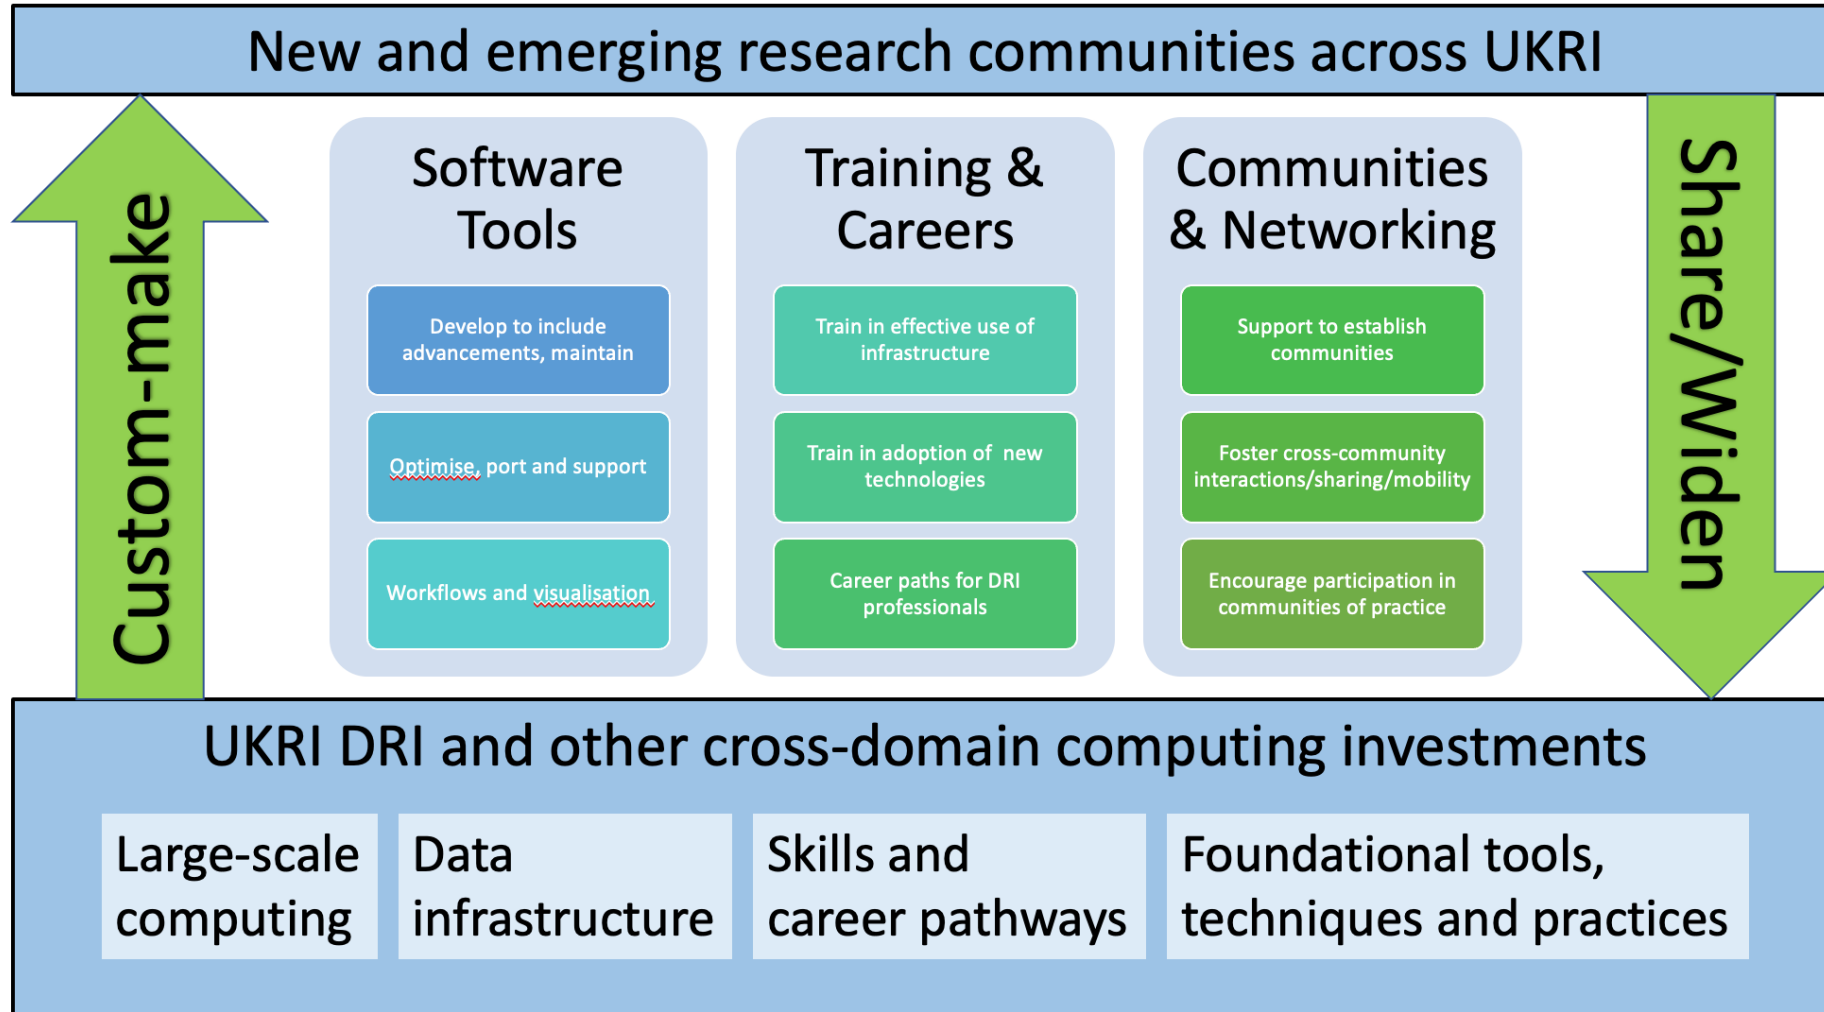 New and emerging research communities across UKRI
Custom-make
Software
Tools
Develop to include
advancements, maintain
Optimise, port and support
Workflows and visualisation
Training &
Careers
Train in effective use of
infrastructure
Train in adoption of  new
technologies
Career paths for DRI
professionals
Communities
& Networking
Support to establish
communities
Foster cross-community
interactions/sharing/mobility
Encourage participation in
communities of practice
Share/Widen
UKRI DRI and other cross-domain computing investments
Large-scale
computing
Data
infrastructure
Skills and
career pathways
Foundational tools,
techniques and practices